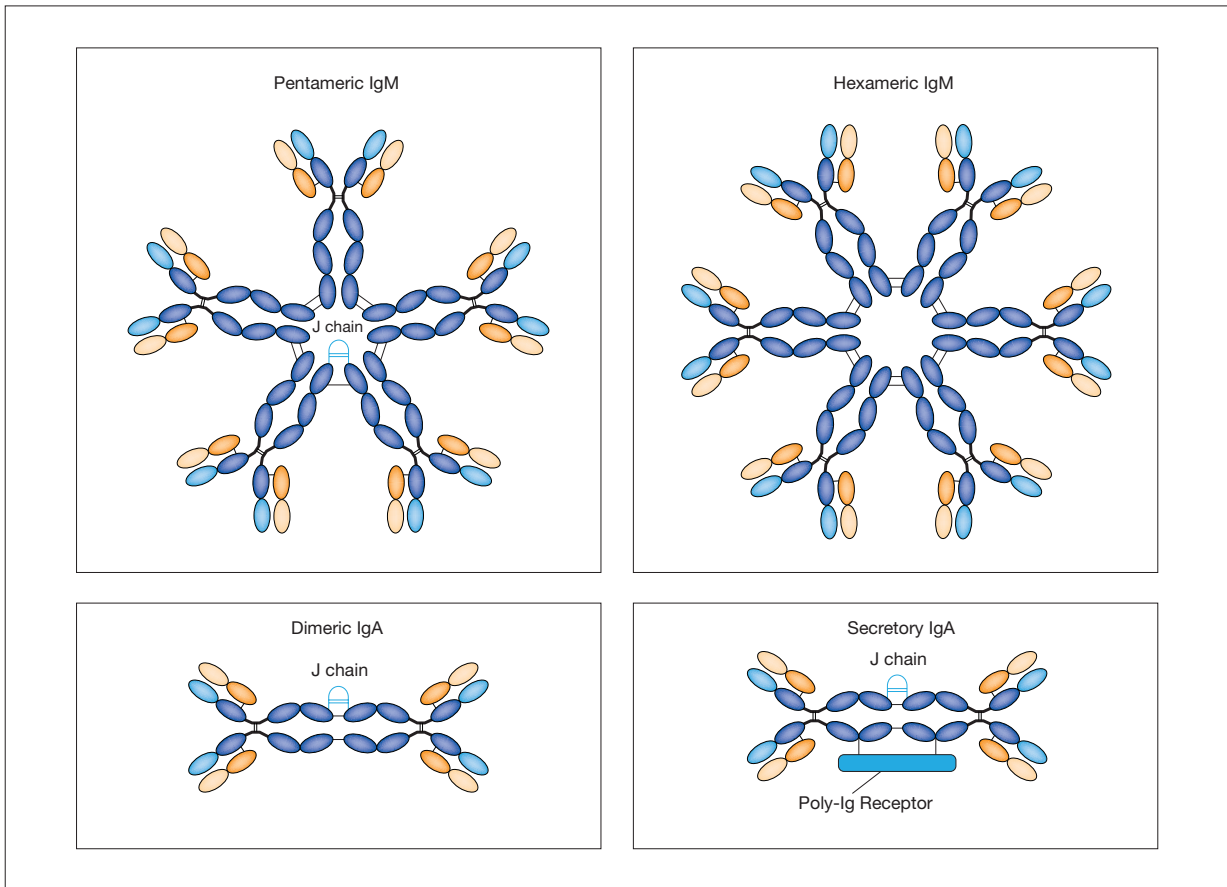 Pentameric IgM
Hexameric IgM
J chain
Dimeric IgA
J chain
Secretory IgA
J chain
Poly-Ig Receptor